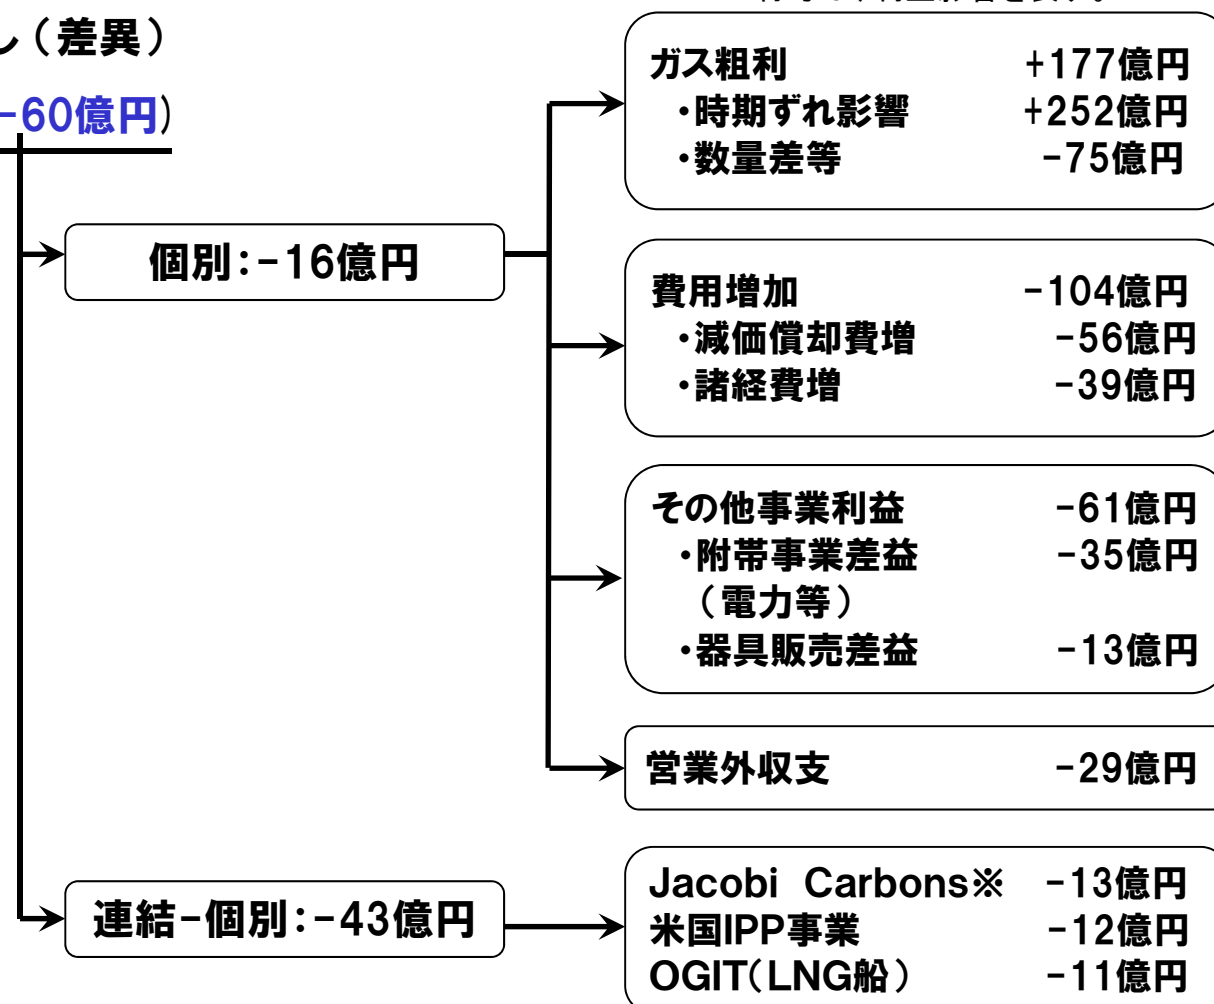 し（差異）
-60億円)
個別：-16億円
連結-個別：-43億円
ガス粗利 +177億円
・時期ずれ影響 +252億円
・数量差等 -75億円
費用増加 -104億円
・減価償却費増 -56億円
・諸経費増 -39億円
その他事業利益 -61億円
・附帯事業差益 -35億円
（電力等）
・器具販売差益 -13億円
営業外収支 -29億円
Jacobi Carbons※ -13億円
米国IPP事業 -12億円
OGIT(LNG船) -11億円